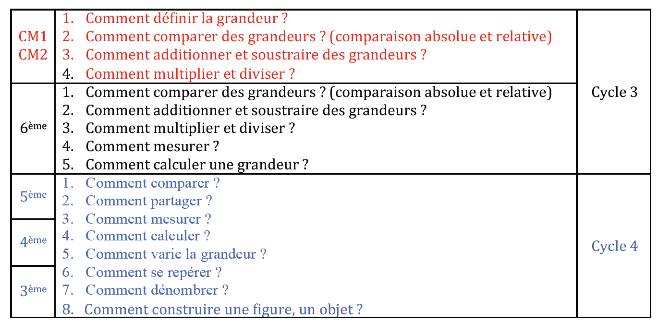 CM1
CM2
1. Comment définir la grandeur ?
2. Comment comparer des grandeurs ? (comparaison absolue et relative)
3. Comment additionner et soustraire des grandeurs ?
4. Comment multiplier et diviser ?
6ème
1. Comment comparer des grandeurs ? (comparaison absolue et relative)
2. Comment additionner et soustraire des grandeurs ?
3. Comment multiplier et diviser ?
4. Comment mesurer ?
5. Comment calculer une grandeur ?
Cycle 3
5ème
4ème
3ème
1. Comment comparer ?
2. Comment partager ?
3. Comment mesurer ?
4. Comment calculer ?
5. Comment varie la grandeur ?
6. Comment se repérer ?
7. Comment dénombrer ?
8. Comment construire une figure, un objet ?
Cycle 4